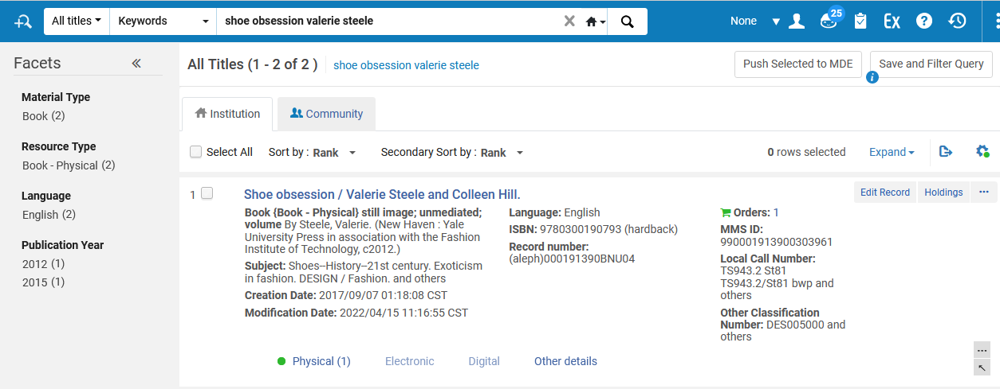 All titles Keywords shoe obsession valerie steele None 25 Ex ?
Facets
Material Type
Book (2)
Resource Type
Book - Physical (2)
Language
English (2)
Publication Year
2012 (1)
2015 (1)
All Titles (1 - 2 of 2 ) shoe obsession valerie steele Push Selected to MDE Save and Filter Query
i
Institution Community
Select All Sort by : Rank Secondary Sort by : Rank 0 rows selected Expand
1 Shoe obsession / Valerie Steele and Colleen Hill. Edit Record Holdings ...
Book {Book - Physical} still image; unmediated;
volume By Steele, Valerie. (New Haven : Yale
University Press in association with the Fashion
Institute of Technology, c2012.)
Subject: Shoes--History--21st century. Exoticism
in fashion. DESIGN / Fashion. and others
Creation Date: 2017/09/07 01:18:08 CST
Modification Date: 2022/04/15 11:16:55 CST
Language: English
ISBN: 9780300190793 (hardback)
Record number:
(aleph)000191390BNU04
Orders: 1
MMS ID:
990001913900303961
Local Call Number:
TS943.2 St81
TS943.2/St81 bwp and
others
Other Classification
Number: DES005000 and
others
Physical (1) Electronic Digital Other details